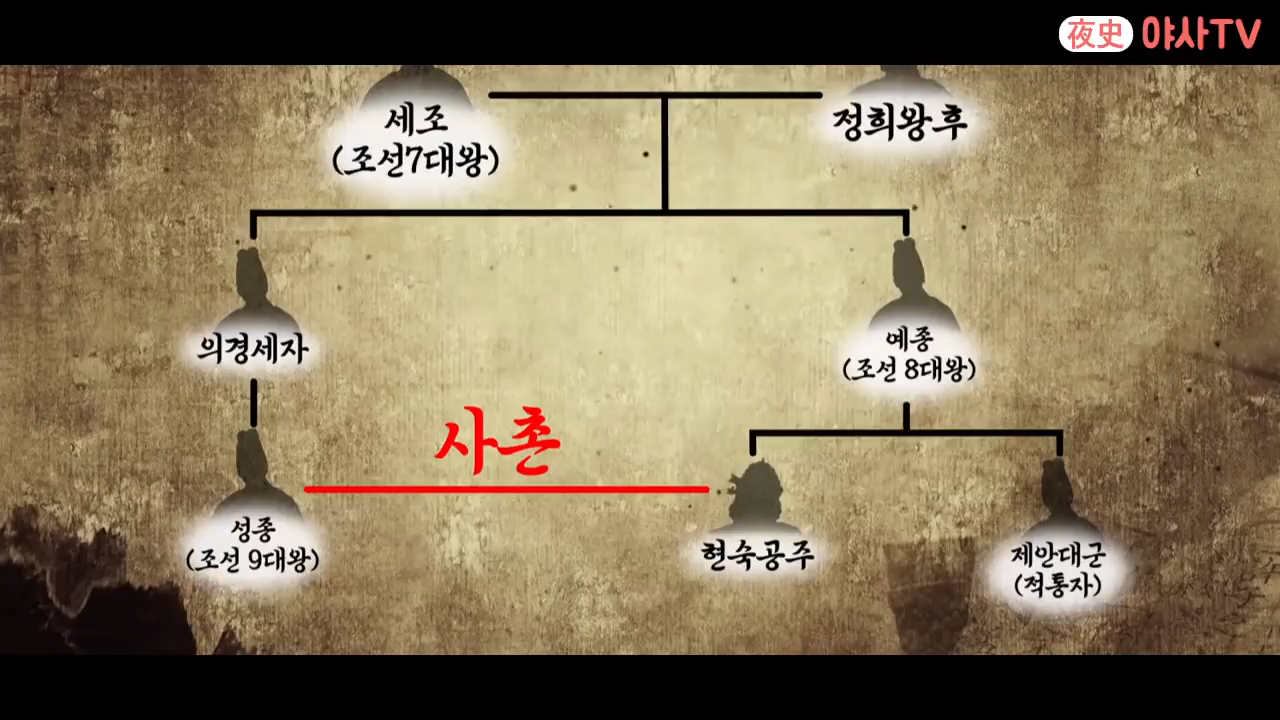 夜史 야사TV
세조
(조선7대왕)
정희왕후
의경세자
예종
(조선 8대왕)
사촌
성종
(조선 9대왕)
현숙공주
제안대군
(적통자)